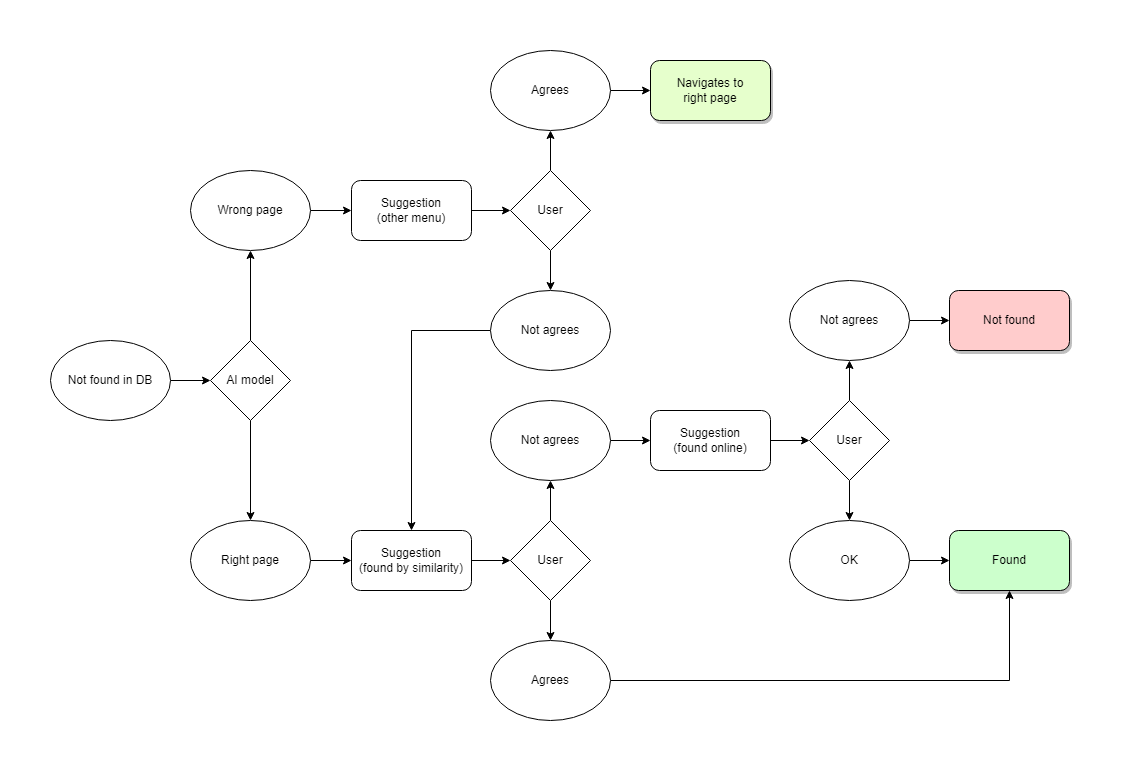 Agrees
Navigates to
right page
Wrong page
Suggestion
(other menu)
User
Not agrees
Not agrees
Not found
Not found in DB
AI model
Not agrees
Suggestion
(found online)
User
Right page
Suggestion
(found by similarity)
User
OK
Found
Agrees